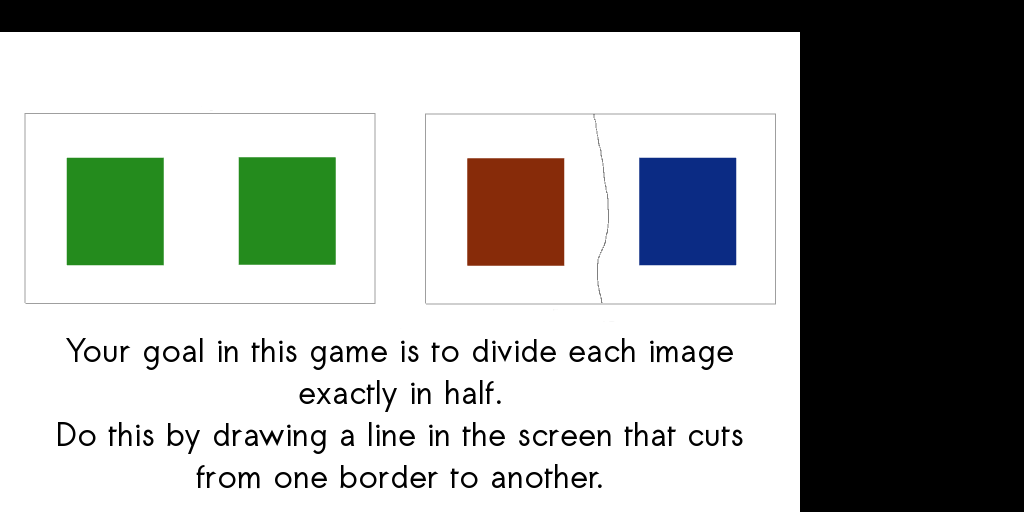 Your goal in this game is to divide each image
exactly in half.
Do this by drawing a line in the screen that cuts
from one border to another.